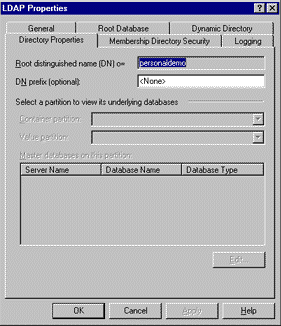 LDAP Properties
General Root Database Dynamic Directory
Directory Properties Membership Directory Security Logging
Root distinguished name (DN) o= personaldemo
DN prefix (optional): <None>
Select a partition to view its underlying databases
Container partition:
Value partition:
Master databases on this partition:
Server Name Database Name Database Type
Edit...
OK Cancel Apply Help